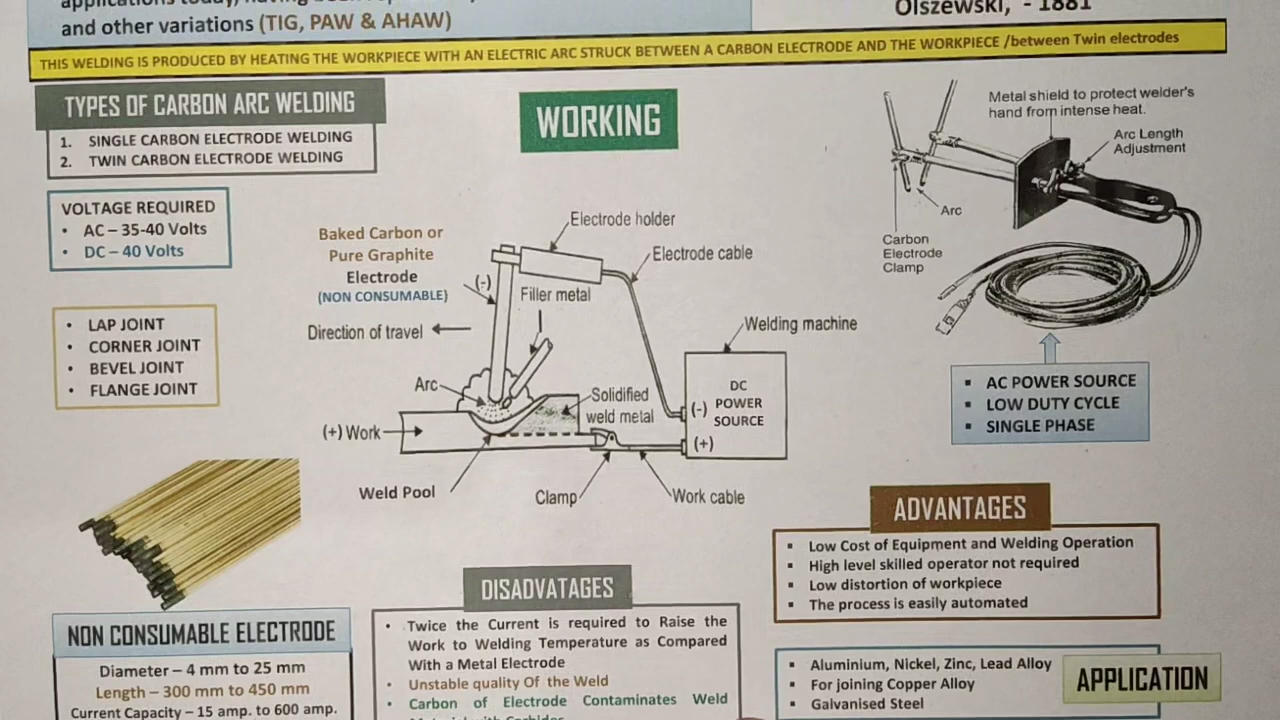 and other variations (TIG, PAW & AHAW)
Olszewski, - 1881
THIS WELDING IS PRODUCED BY HEATING THE WORKPIECE WITH AN ELECTRIC ARC STRUCK BETWEEN A CARBON ELECTRODE AND THE WORKPIECE /between Twin electrodes
TYPES OF CARBON ARC WELDING
1. SINGLE CARBON ELECTRODE WELDING
2. TWIN CARBON ELECTRODE WELDING
VOLTAGE REQUIRED
• AC – 35-40 Volts
• DC – 40 Volts
• LAP JOINT
• CORNER JOINT
• BEVEL JOINT
• FLANGE JOINT
WORKING
Baked Carbon or
Pure Graphite
Electrode
(NON CONSUMABLE)
Electrode holder
Electrode cable
(-)
Filler metal
Direction of travel
Welding machine
Arc
Solidified
weld metal
DC
POWER
SOURCE
(-)
(+)
(+) Work
Weld Pool
Clamp
Work cable
Metal shield to protect welder's
hand from intense heat.
Arc Length
Adjustment
Arc
Carbon
Electrode
Clamp
▪ AC POWER SOURCE
▪ LOW DUTY CYCLE
▪ SINGLE PHASE
NON CONSUMABLE ELECTRODE
Diameter – 4 mm to 25 mm
Length – 300 mm to 450 mm
Current Capacity – 15 amp. to 600 amp.
DISADVATAGES
• Twice the Current is required to Raise the
Work to Welding Temperature as Compared
With a Metal Electrode
• Unstable quality Of the Weld
• Carbon of Electrode Contaminates Weld
ADVANTAGES
▪ Low Cost of Equipment and Welding Operation
▪ High level skilled operator not required
▪ Low distortion of workpiece
▪ The process is easily automated
▪ Aluminium, Nickel, Zinc, Lead Alloy
▪ For joining Copper Alloy
▪ Galvanised Steel
APPLICATION